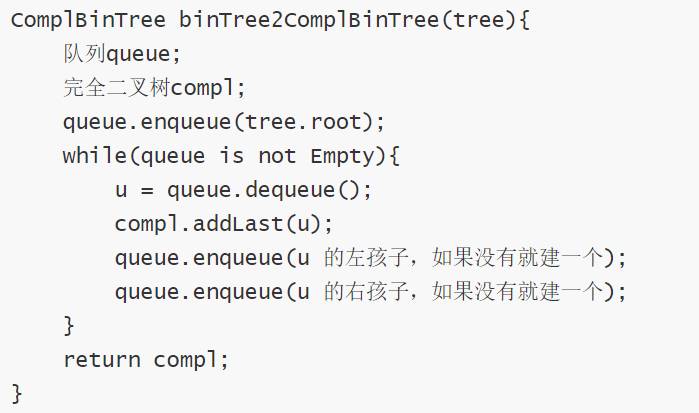 ComplBinTree binTree2ComplBinTree(tree){
    队列queue;
    完全二叉树compl;
    queue.enqueue(tree.root);
    while(queue is not Empty){
        u = queue.dequeue();
        compl.addLast(u);
        queue.enqueue(u 的左孩子，如果没有就建一个);
        queue.enqueue(u 的右孩子，如果没有就建一个);
    }
    return compl;
}